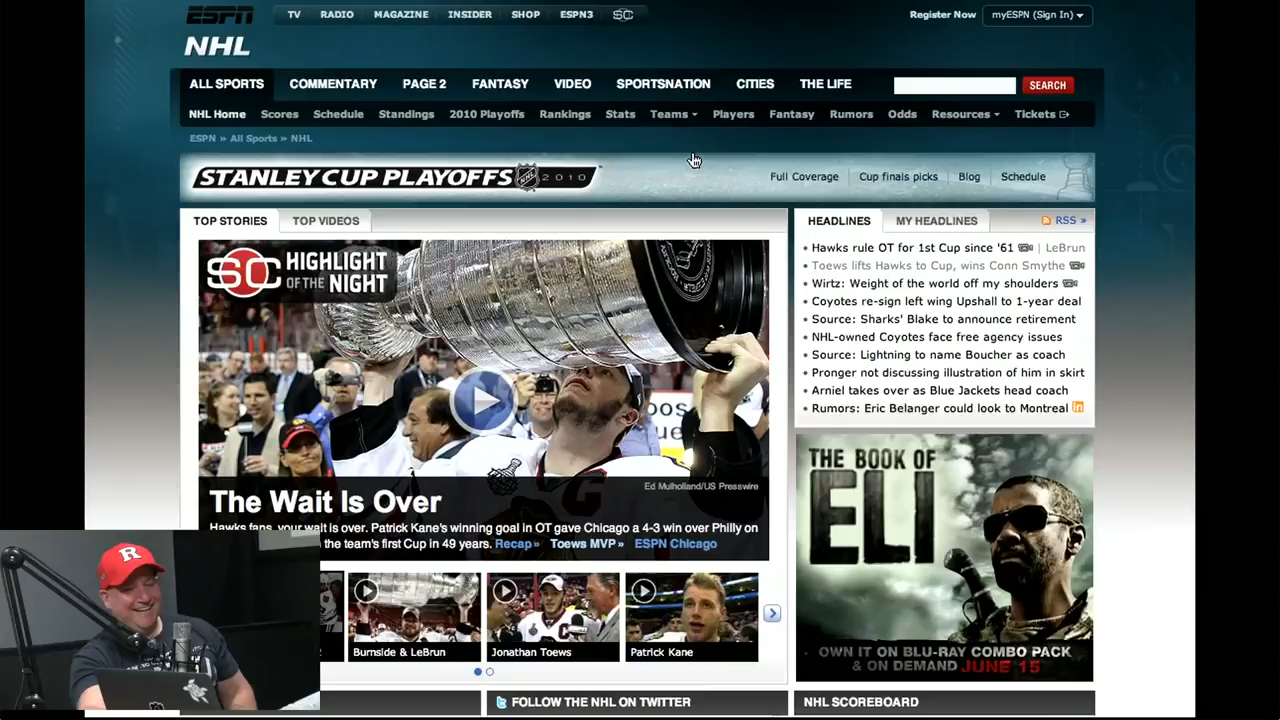 ESPN
TV RADIO MAGAZINE INSIDER SHOP ESPN3 SC
Register Now myESPN (Sign In)
NHL
ALL SPORTS COMMENTARY PAGE 2 FANTASY VIDEO SPORTSNATION CITIES THE LIFE SEARCH
NHL Home Scores Schedule Standings 2010 Playoffs Rankings Stats Teams Players Fantasy Rumors Odds Resources Tickets
ESPN » All Sports » NHL
STANLEY CUP PLAYOFFS NHL 2010
Full Coverage Cup finals picks Blog Schedule
TOP STORIES TOP VIDEOS
SC HIGHLIGHT
OF THE NIGHT
Ed Mulholland/US Presswire
The Wait Is Over
Hawks fans, your wait is over. Patrick Kane's winning goal in OT gave Chicago a 4-3 win over Philly on
the team's first Cup in 49 years. Recap» Toews MVP» ESPN Chicago
Burnside & LeBrun
Jonathan Toews
Patrick Kane
FOLLOW THE NHL ON TWITTER
HEADLINES MY HEADLINES RSS »
Hawks rule OT for 1st Cup since '61 | LeBrun
Toews lifts Hawks to Cup, wins Conn Smythe
Wirtz: Weight of the world off my shoulders
Coyotes re-sign left wing Upshall to 1-year deal
Source: Sharks' Blake to announce retirement
NHL-owned Coyotes face free agency issues
Source: Lightning to name Boucher as coach
Pronger not discussing illustration of him in skirt
Arniel takes over as Blue Jackets head coach
Rumors: Eric Belanger could look to Montreal in
THE BOOK OF
ELI
OWN IT ON BLU-RAY COMBO PACK
& ON DEMAND JUNE 15
NHL SCOREBOARD
R